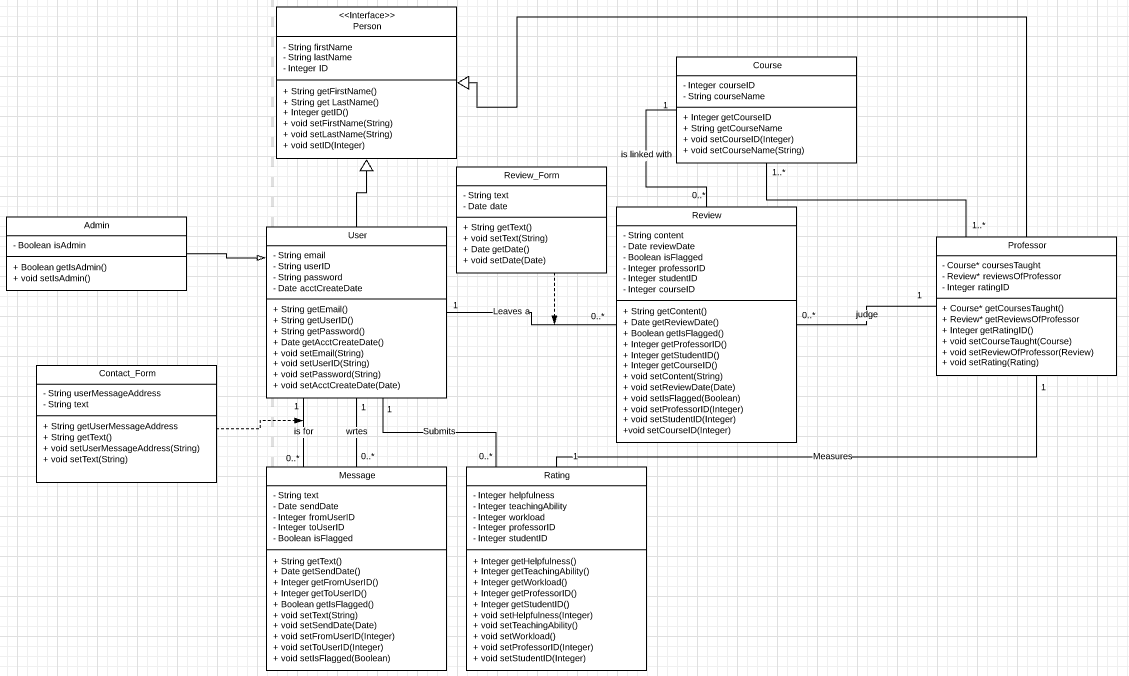 <<Interface>>
Person
- String firstName
- String lastName
- Integer ID
+ String getFirstName()
+ String get LastName()
+ Integer getID()
+ void setFirstName(String)
+ void setLastName(String)
+ void setID(Integer)
Course
- Integer courseID
- String courseName
+ Integer getCourseID
+ String getCourseName
+ void setCourseID(Integer)
+ void setCourseName(String)
1
is linked with
0..*
1..*
1..*
Review_Form
- String text
- Date date
+ String getText()
+ void setText(String)
+ Date getDate()
+ void setDate(Date)
Admin
- Boolean isAdmin
+ Boolean getIsAdmin()
+ void setIsAdmin()
User
- String email
- String userID
- String password
- Date acctCreateDate
+ String getEmail()
+ String getUserID()
+ String getPassword()
+ Date getAcctCreateDate()
+ void setEmail(String)
+ void setUserID(String)
+ void setPassword(String)
+ void setAcctCreateDate(Date)
1
Leaves a
0..*
Review
- String content
- Date reviewDate
- Boolean isFlagged
- Integer professorID
- Integer studentID
- Integer courseID
+ String getContent()
+ Date getReviewDate()
+ Boolean getIsFlagged()
+ Integer getProfessorID()
+ Integer getStudentID()
+ Integer getCourseID()
+ void setContent(String)
+ void setReviewDate(Date)
+ void setIsFlagged(Boolean)
+ void setProfessorID(Integer)
+ void setStudentID(Integer)
+void setCourseID(Integer)
0..*
judge
1
Professor
- Course* coursesTaught
- Review* reviewsOfProfessor
- Integer ratingID
+ Course* getCoursesTaught()
+ Review* getReviewsOfProfessor
+ Integer getRatingID()
+ void setCourseTaught(Course)
+ void setReviewOfProfessor(Review)
+ void setRating(Rating)
1
Measures
1
Contact_Form
- String userMessageAddress
- String text
+ String getUserMessageAddress
+ String getText()
+ void setUserMessageAddress(String)
+ void setText(String)
1
is for
0..*
1
wrtes
0..*
1
Submits
0..*
Message
- String text
- Date sendDate
- Integer fromUserID
- Integer toUserID
- Boolean isFlagged
+ String getText()
+ Date getSendDate()
+ Integer getFromUserID()
+ Integer getToUserID()
+ Boolean getIsFlagged()
+ void setText(String)
+ void setSendDate(Date)
+ void setFromUserID(Integer)
+ void setToUserID(Integer)
+ void setIsFlagged(Boolean)
Rating
- Integer helpfulness
- Integer teachingAbility
- Integer workload
- Integer professorID
- Integer studentID
+ Integer getHelpfulness()
+ Integer getTeachingAbility()
+ Integer getWorkload()
+ Integer getProfessorID()
+ Integer getStudentID()
+ void setHelpfulness(Integer)
+ void setTeachingAbility()
+ void setWorkload()
+ void setProfessorID(Integer)
+ void setStudentID(Integer)